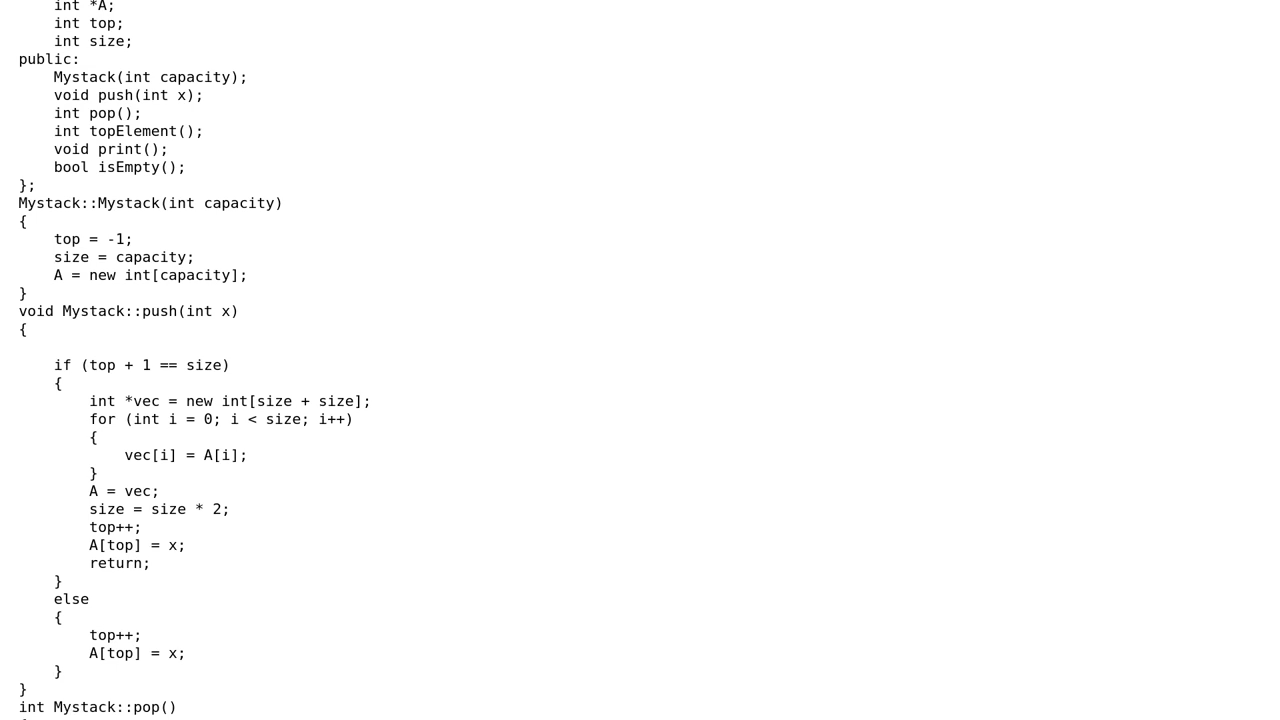 int *A;
int top;
int size;
public:
Mystack(int capacity);
void push(int x);
int pop();
int topElement();
void print();
bool isEmpty();
};
Mystack::Mystack(int capacity)
{
top = -1;
size = capacity;
A = new int[capacity];
}
void Mystack::push(int x)
{
if (top + 1 == size)
{
int *vec = new int[size + size];
for (int i = 0; i < size; i++)
{
vec[i] = A[i];
}
A = vec;
size = size * 2;
top++;
A[top] = x;
return;
}
else
{
top++;
A[top] = x;
}
}
int Mystack::pop()